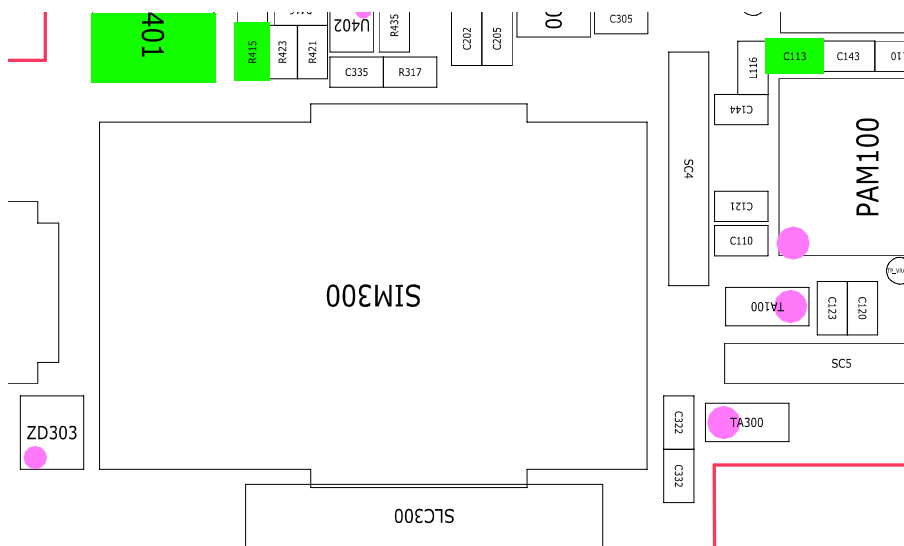 401
R415
R423
R421
U402
R435
C335
R317
C202
C205
C305
L116
C113
C143
C144
SC4
PAM100
C121
C110
SIM300
TA100
C123
C120
SC5
ZD303
C322
TA300
C332
SLC300